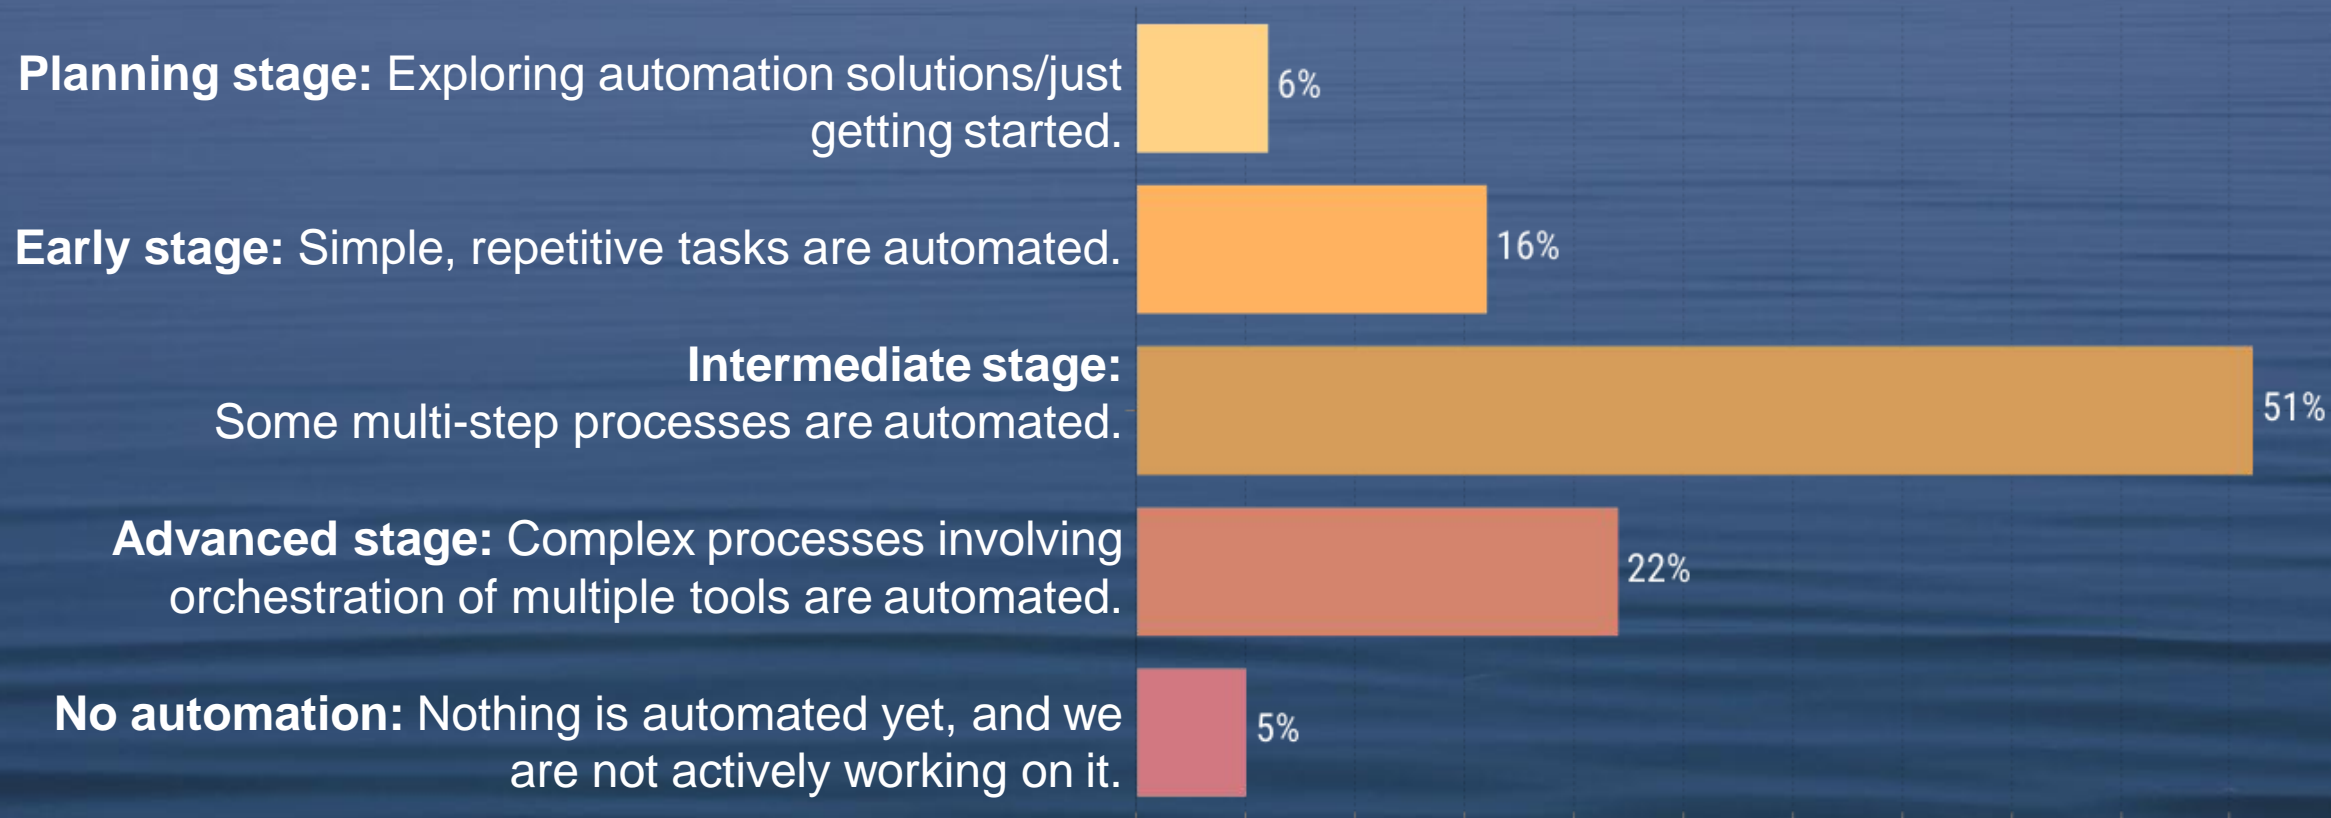 Planning stage: Exploring automation solutions/just
getting started.
6%
Early stage: Simple, repetitive tasks are automated.
16%
Intermediate stage:
Some multi-step processes are automated.
51%
Advanced stage: Complex processes involving
orchestration of multiple tools are automated.
22%
No automation: Nothing is automated yet, and we
are not actively working on it.
5%